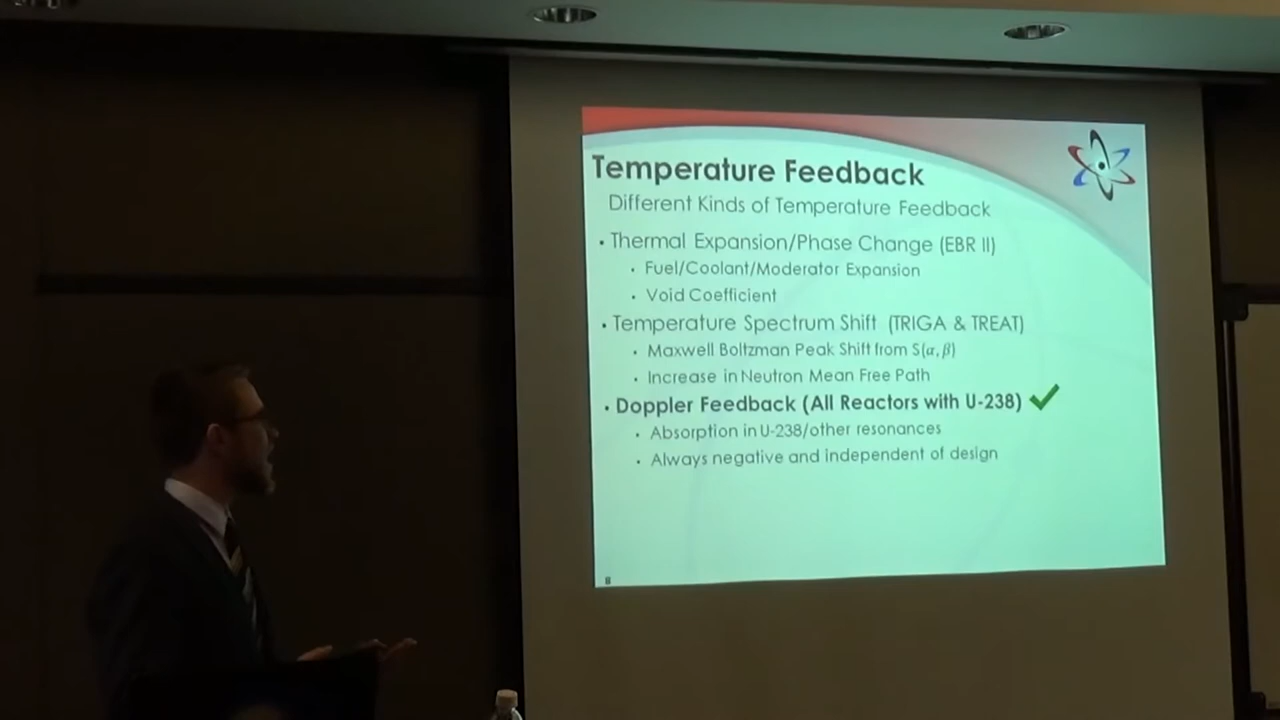 Temperature Feedback
Different Kinds of Temperature Feedback
• Thermal Expansion/Phase Change (EBR II)
• Fuel/Coolant/Moderator Expansion
• Void Coefficient
• Temperature Spectrum Shift (TRIGA & TREAT)
• Maxwell Boltzman Peak Shift from S(α,β)
• Increase in Neutron Mean Free Path
• Doppler Feedback (All Reactors with U-238)
• Absorption in U-238/other resonances
• Always negative and independent of design
8